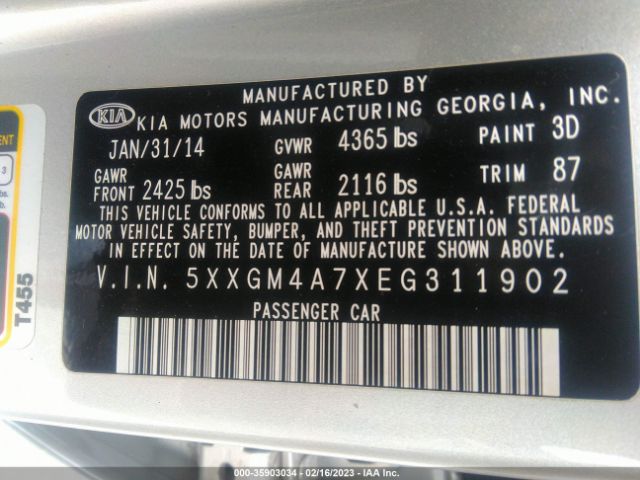 MANUFACTURED BY
KIA KIA MOTORS MANUFACTURING GEORGIA, INC.
JAN/31/14 GVWR 4365 lbs PAINT 3D
GAWR FRONT 2425 lbs GAWR REAR 2116 lbs TRIM 87
THIS VEHICLE CONFORMS TO ALL APPLICABLE U.S.A. FEDERAL
MOTOR VEHICLE SAFETY, BUMPER, AND THEFT PREVENTION STANDARDS
IN EFFECT ON THE DATE OF MANUFACTURE SHOWN ABOVE.
V.I.N. 5XXGM4A7XEG311902
PASSENGER CAR
T455
3
000-35903034 - 02/16/2023 - IAA Inc.